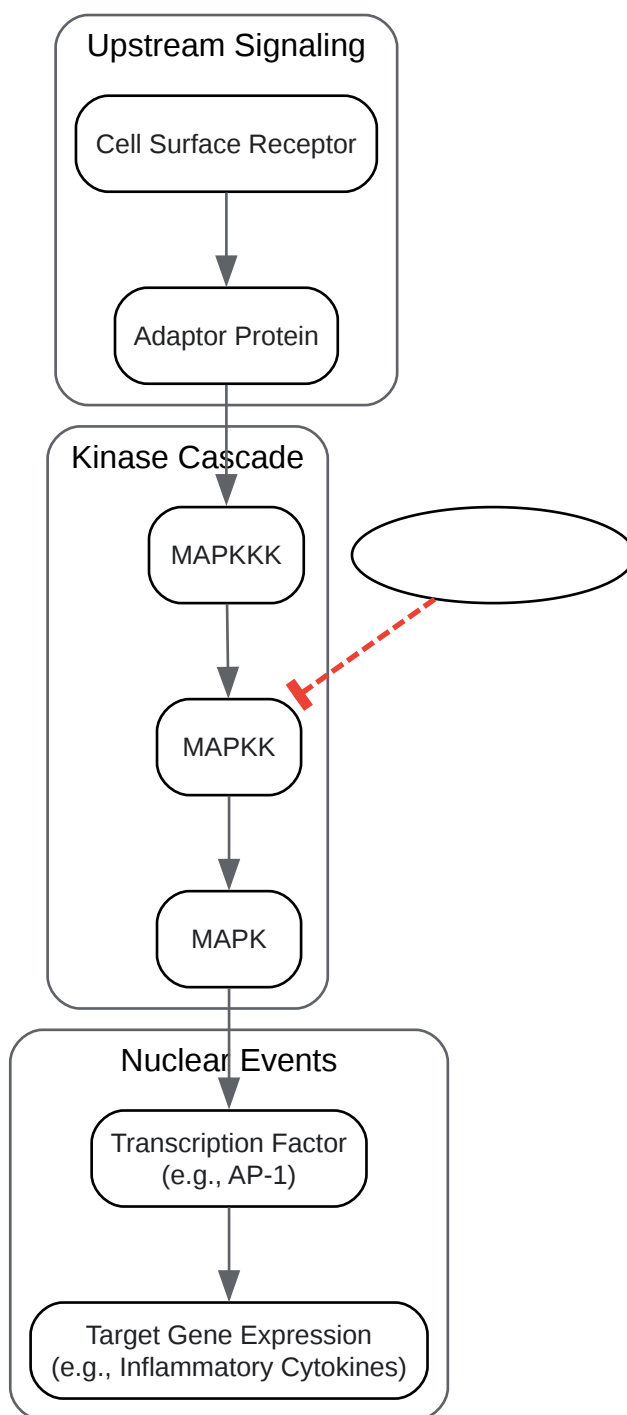 Upstream Signaling
Cell Surface Receptor
Adaptor Protein
Kinase Cascade
MAPKKK
MAPKK
MAPK
Nuclear Events
Transcription Factor
(e.g., AP-1)
Target Gene Expression
(e.g., Inflammatory Cytokines)